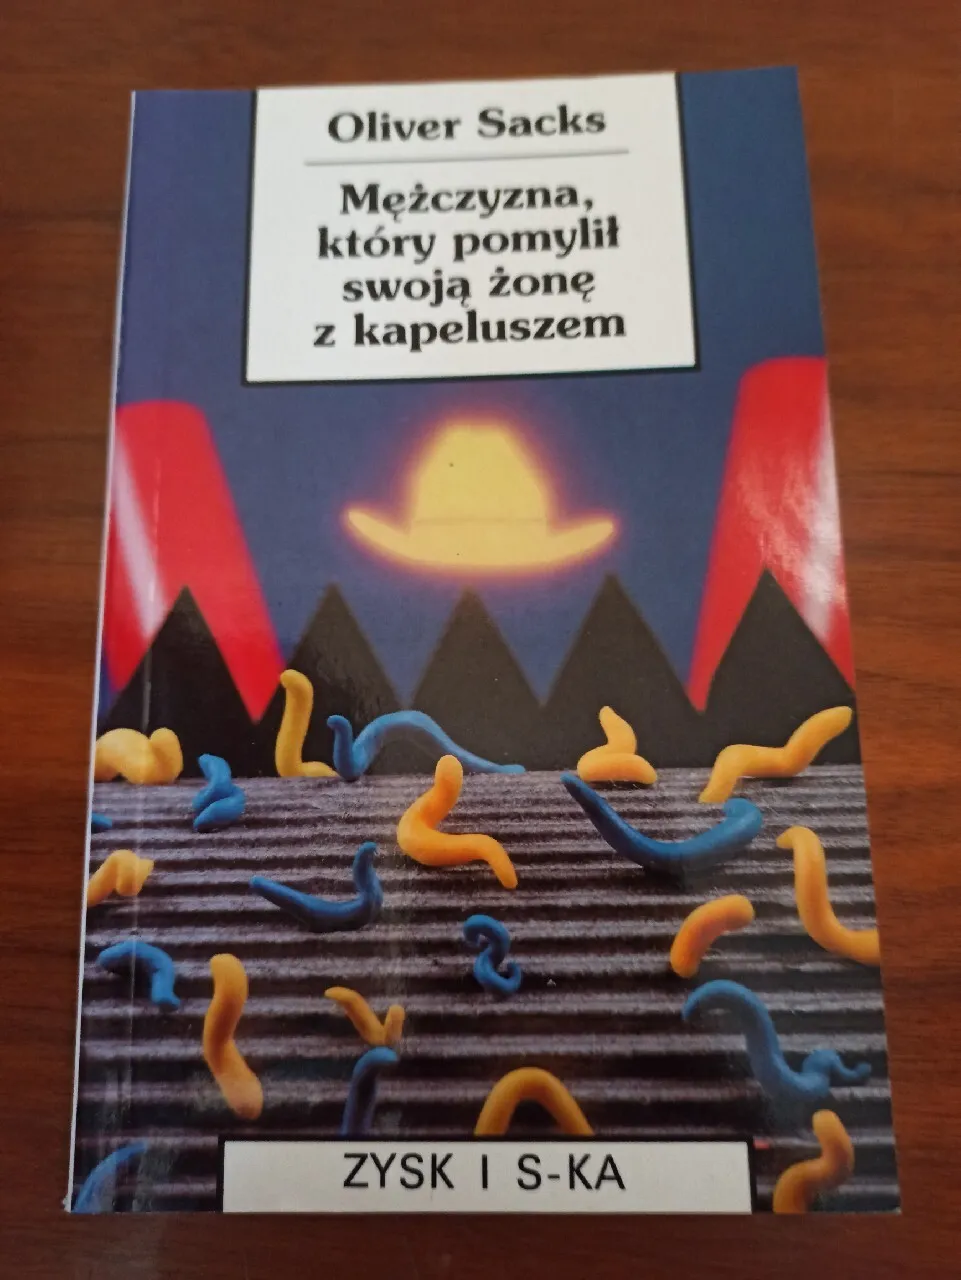 Oliver Sacks
Mężczyzna,
który pomylił
swoją żonę
z kapeluszem
ZYSK I S-KA